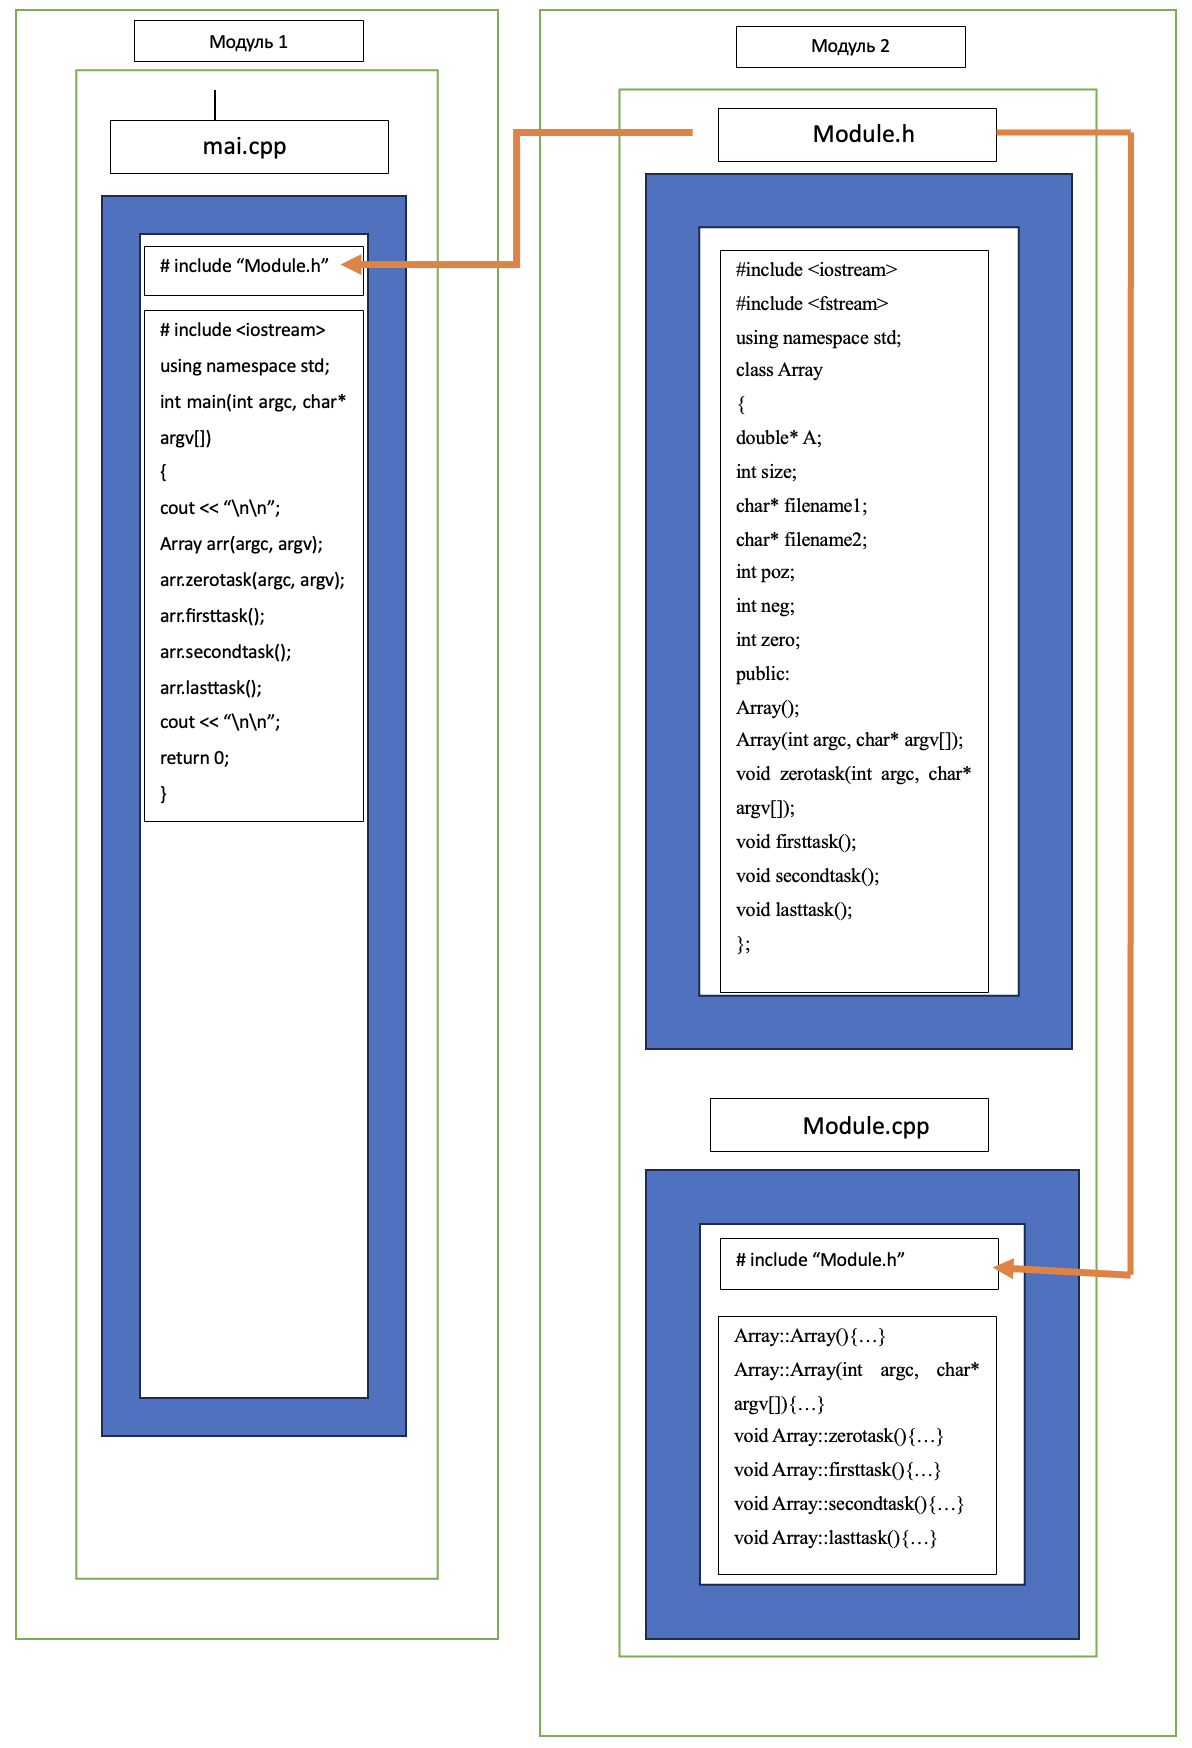 Модуль 1
mai.cpp
# include “Module.h”
# include <iostream>
using namespace std;
int main(int argc, char*
argv[])
{
cout << “\n\n”;
Array arr(argc, argv);
arr.zerotask(argc, argv);
arr.firsttask();
arr.secondtask();
arr.lasttask();
cout << “\n\n”;
return 0;
}
Модуль 2
Module.h
#include <iostream>
#include <fstream>
using namespace std;
class Array
{
double* A;
int size;
char* filename1;
char* filename2;
int poz;
int neg;
int zero;
public:
Array();
Array(int argc, char* argv[]);
void zerotask(int argc, char*
argv[]);
void firsttask();
void secondtask();
void lasttask();
};
Module.cpp
# include “Module.h”
Array::Array(){…}
Array::Array(int argc, char*
argv[]){…}
void Array::zerotask(){…}
void Array::firsttask(){…}
void Array::secondtask(){…}
void Array::lasttask(){…}